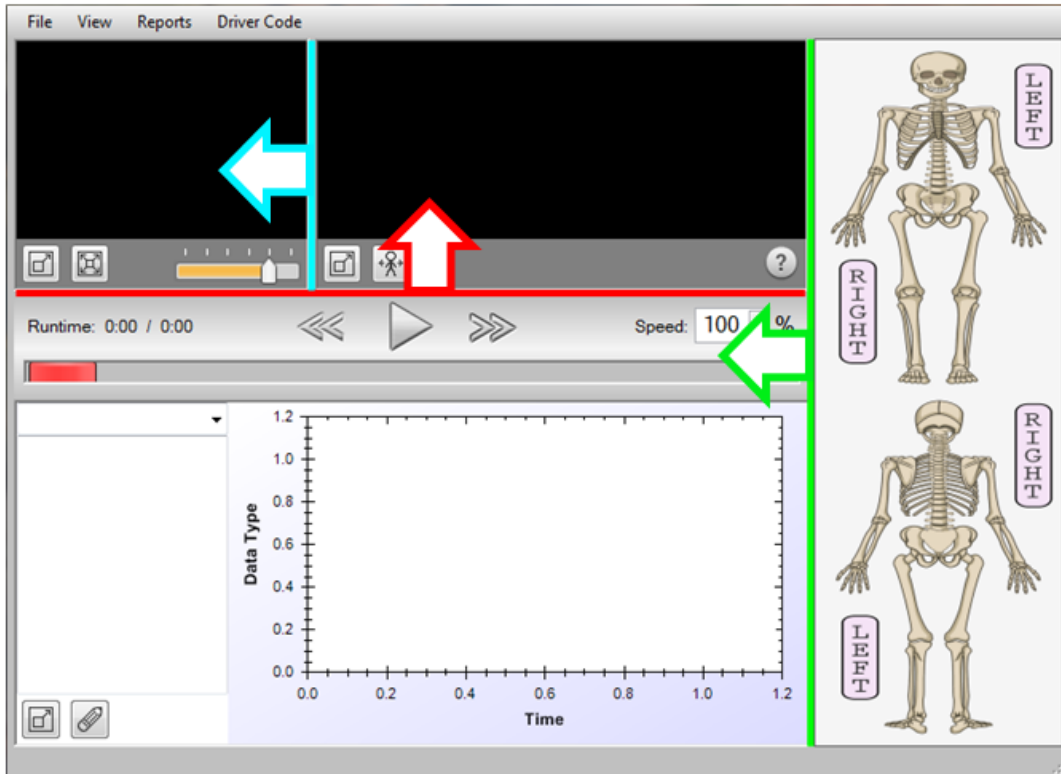 File View Reports Driver Code
LEFT
RIGHT
?
Runtime: 0:00 / 0:00
Speed: 100 %
1.2
1.0
0.8
0.6
0.4
0.2
0.0
Data Type
0.0 0.2 0.4 0.6 0.8 1.0 1.2
Time
RIGHT
LEFT